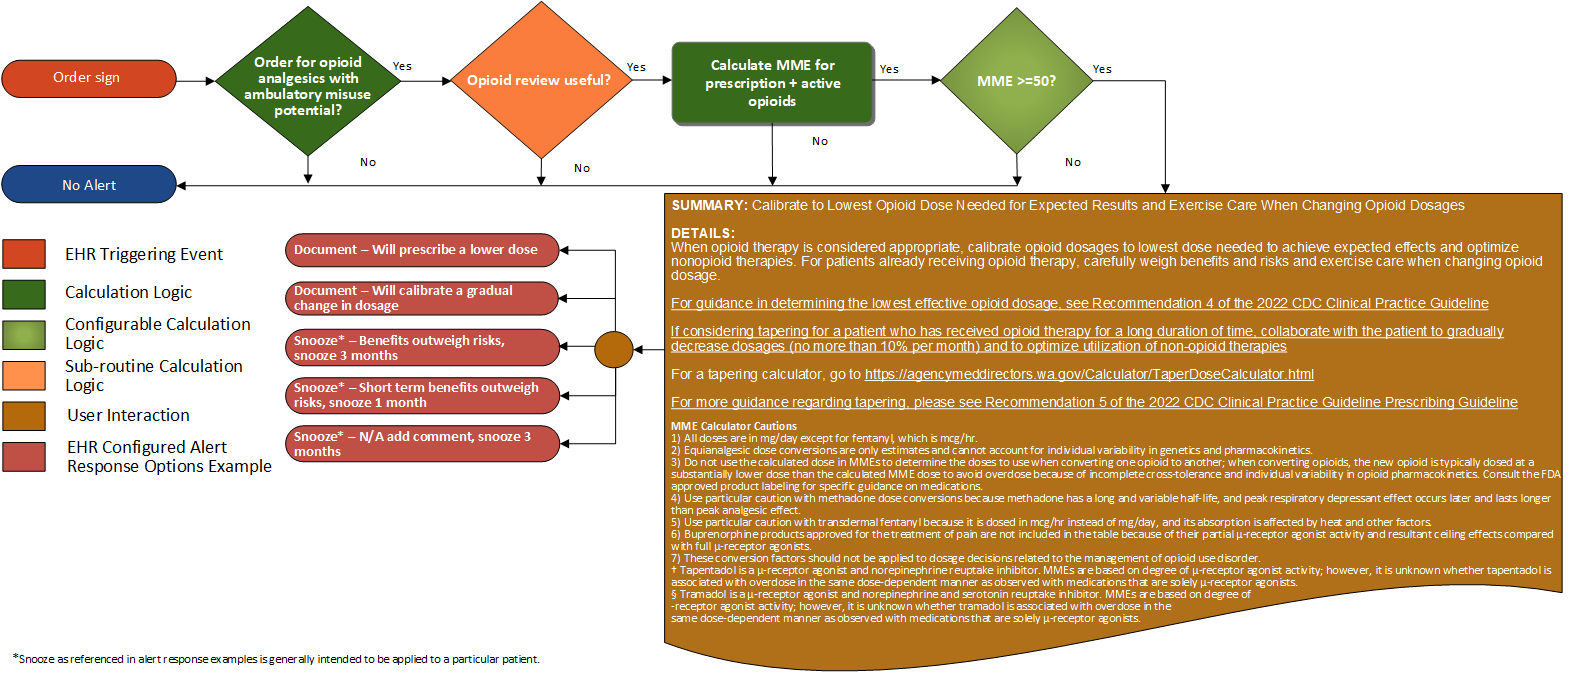 Order sign
Order for opioid
analgesics with
ambulatory misuse
potential?
Yes
Opioid review useful?
Yes
Calculate MME for
prescription + active
opioids
Yes
MME >=50?
Yes
No
No
No
No
No Alert
EHR Triggering Event
Calculation Logic
Configurable Calculation
Logic
Sub-routine Calculation
Logic
User Interaction
EHR Configured Alert
Response Options Example
Document – Will prescribe a lower dose
Document – Will calibrate a gradual
change in dosage
Snooze* – Benefits outweigh risks,
snooze 3 months
Snooze* – Short term benefits outweigh
risks, snooze 1 month
Snooze* – N/A add comment, snooze 3
months
SUMMARY: Calibrate to Lowest Opioid Dose Needed for Expected Results and Exercise Care When Changing Opioid Dosages
DETAILS:
When opioid therapy is considered appropriate, calibrate opioid dosages to lowest dose needed to achieve expected effects and optimize
nonopioid therapies. For patients already receiving opioid therapy, carefully weigh benefits and risks and exercise care when changing opioid
dosage.
For guidance in determining the lowest effective opioid dosage, see Recommendation 4 of the 2022 CDC Clinical Practice Guideline
If considering tapering for a patient who has received opioid therapy for a long duration of time, collaborate with the patient to gradually
decrease dosages (no more than 10% per month) and to optimize utilization of non-opioid therapies
For a tapering calculator, go to https://agencymeddirectors.wa.gov/Calculator/TaperDoseCalculator.html
For more guidance regarding tapering, please see Recommendation 5 of the 2022 CDC Clinical Practice Guideline Prescribing Guideline
MME Calculator Cautions
1) All doses are in mg/day except for fentanyl, which is mcg/hr.
2) Equianalgesic dose conversions are only estimates and cannot account for individual variability in genetics and pharmacokinetics.
3) Do not use the calculated dose in MMEs to determine the doses to use when converting one opioid to another; when converting opioids, the new opioid is typically dosed at a
substantially lower dose than the calculated MME dose to avoid overdose because of incomplete cross-tolerance and individual variability in opioid pharmacokinetics. Consult the FDA
approved product labeling for specific guidance on medications.
4) Use particular caution with methadone dose conversions because methadone has a long and variable half-life, and peak respiratory depressant effect occurs later and lasts longer
than peak analgesic effect.
5) Use particular caution with transdermal fentanyl because it is dosed in mcg/hr instead of mg/day, and its absorption is affected by heat and other factors.
6) Buprenorphine products approved for the treatment of pain are not included in the table because of their partial μ-receptor agonist activity and resultant ceiling effects compared
with full μ-receptor agonists.
7) These conversion factors should not be applied to dosage decisions related to the management of opioid use disorder.
† Tapentadol is a μ-receptor agonist and norepinephrine reuptake inhibitor. MMEs are based on degree of μ-receptor agonist activity; however, it is unknown whether tapentadol is
associated with overdose in the same dose-dependent manner as observed with medications that are solely μ-receptor agonists.
§ Tramadol is a μ-receptor agonist and norepinephrine and serotonin reuptake inhibitor. MMEs are based on degree of
-receptor agonist activity; however, it is unknown whether tramadol is associated with overdose in the
same dose-dependent manner as observed with medications that are solely μ-receptor agonists.
*Snooze as referenced in alert response examples is generally intended to be applied to a particular patient.